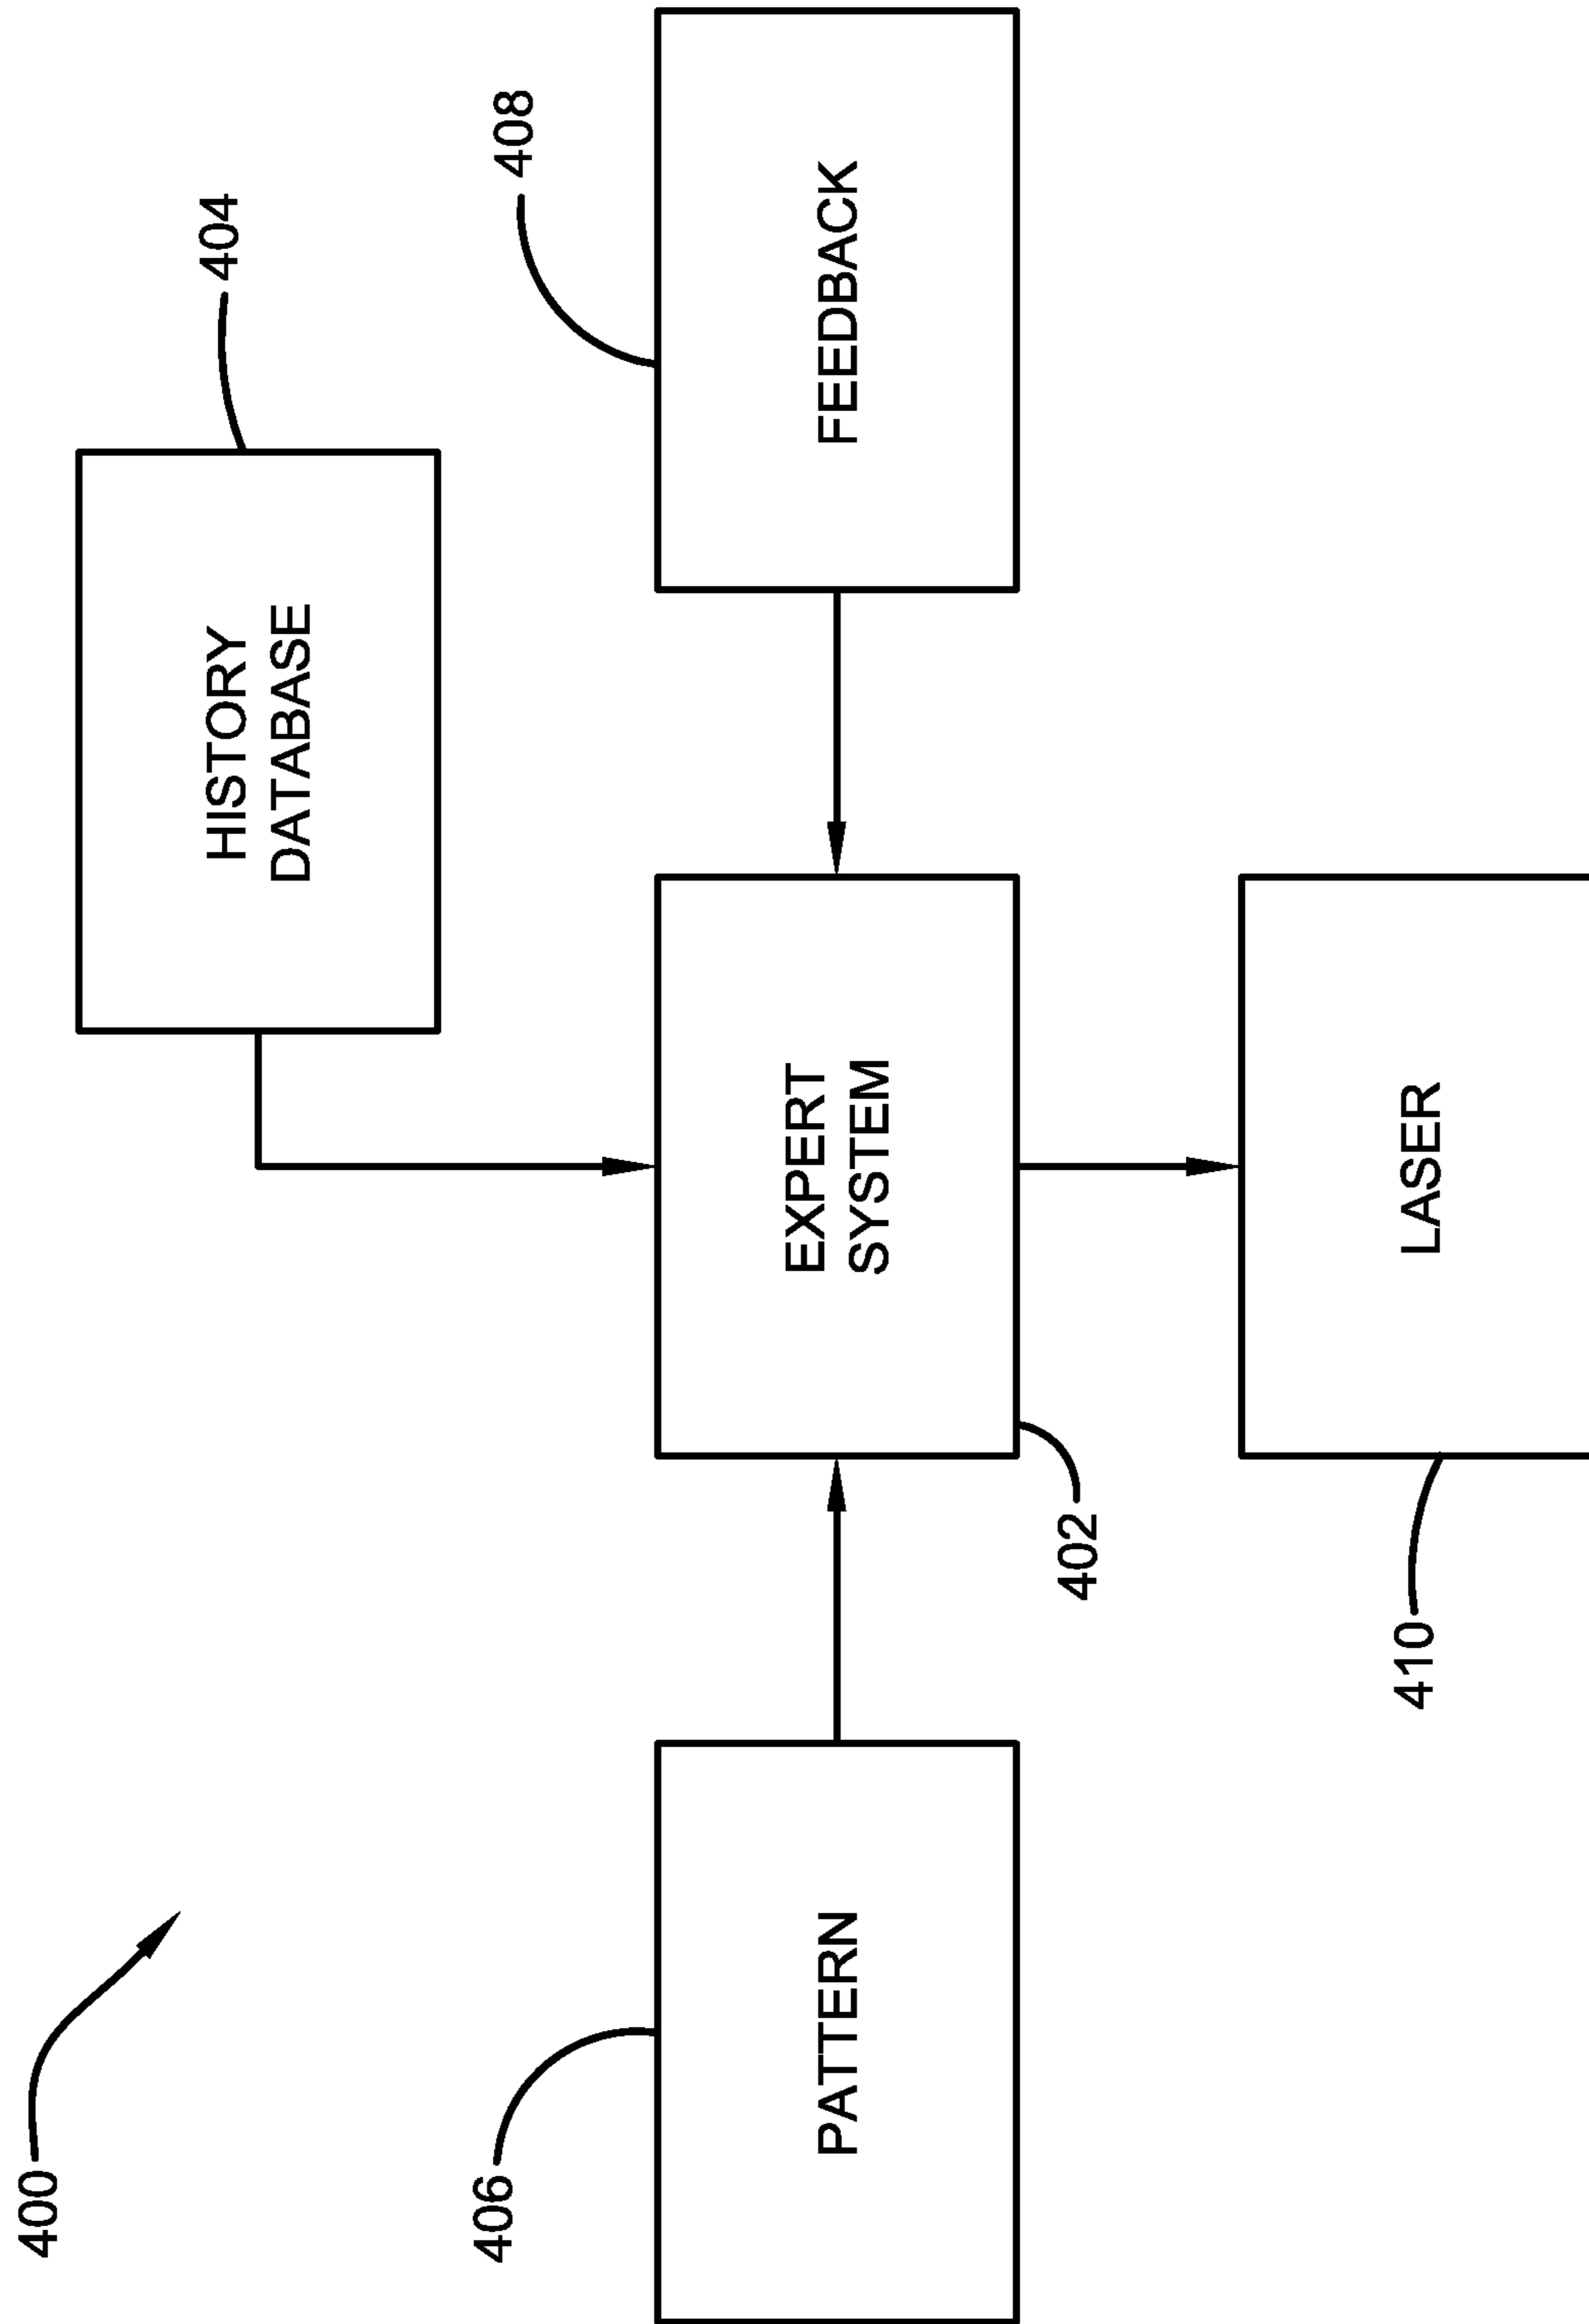 400
404
HISTORY
DATABASE
406
408
PATTERN
EXPERT
SYSTEM
FEEDBACK
402
410
LASER